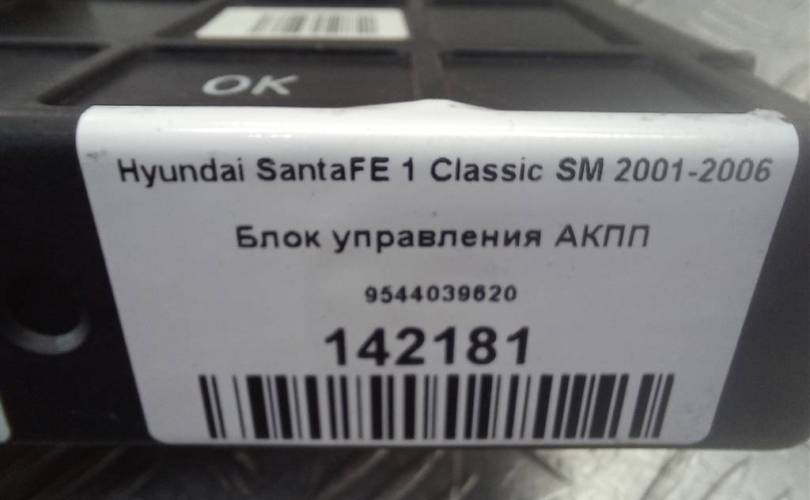 OK
Hyundai SantaFE 1 Classic SM 2001-2006
Блок управления АКПП
9544039620
142181